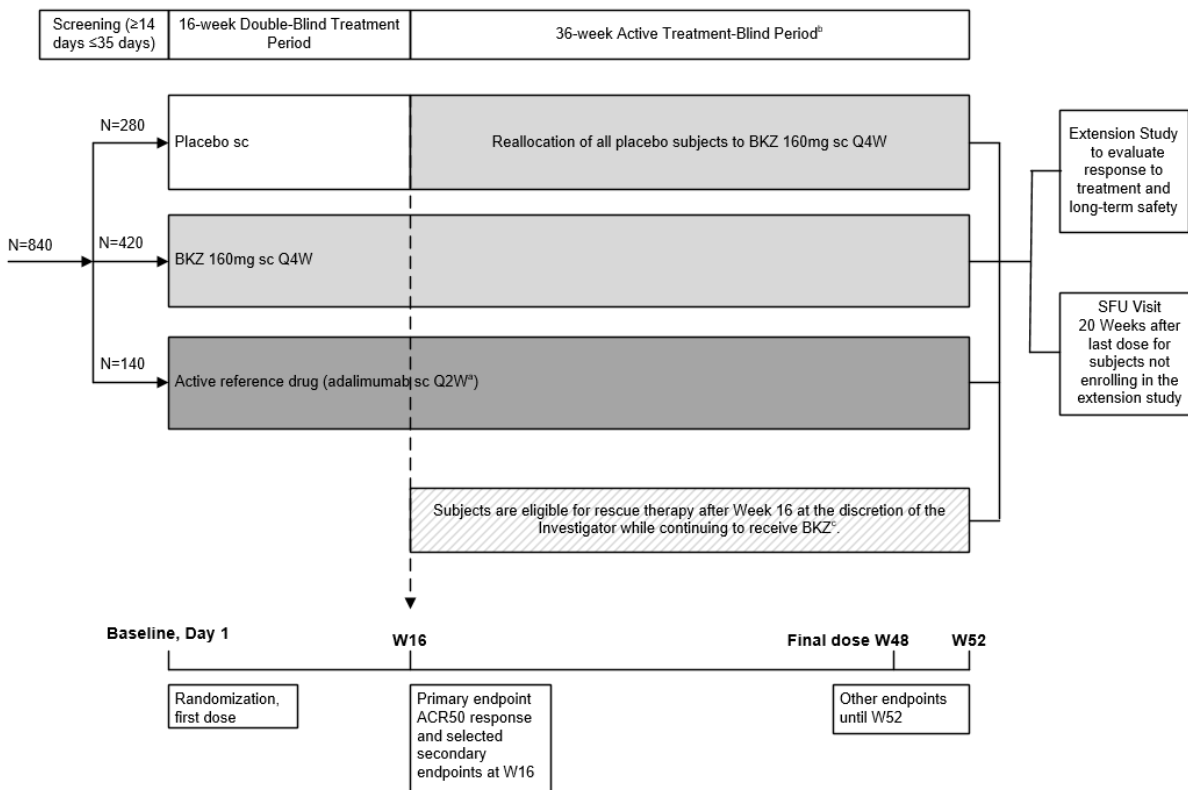 Screening (≥14
days ≤35 days)
16-week Double-Blind Treatment
Period
36-week Active Treatment-Blind Periodᵇ
N=280
Placebo sc
Reallocation of all placebo subjects to BKZ 160mg sc Q4W
N=840
N=420
BKZ 160mg sc Q4W
N=140
Active reference drug (adalimumab sc Q2Wᵃ)
Subjects are eligible for rescue therapy after Week 16 at the discretion of the
Investigator while continuing to receive BKZᶜ.
Extension Study
to evaluate
response to
treatment and
long-term safety
SFU Visit
20 Weeks after
last dose for
subjects not
enrolling in the
extension study
Baseline, Day 1
W16
Final dose W48
W52
Randomization,
first dose
Primary endpoint
ACR50 response
and selected
secondary
endpoints at W16
Other endpoints
until W52